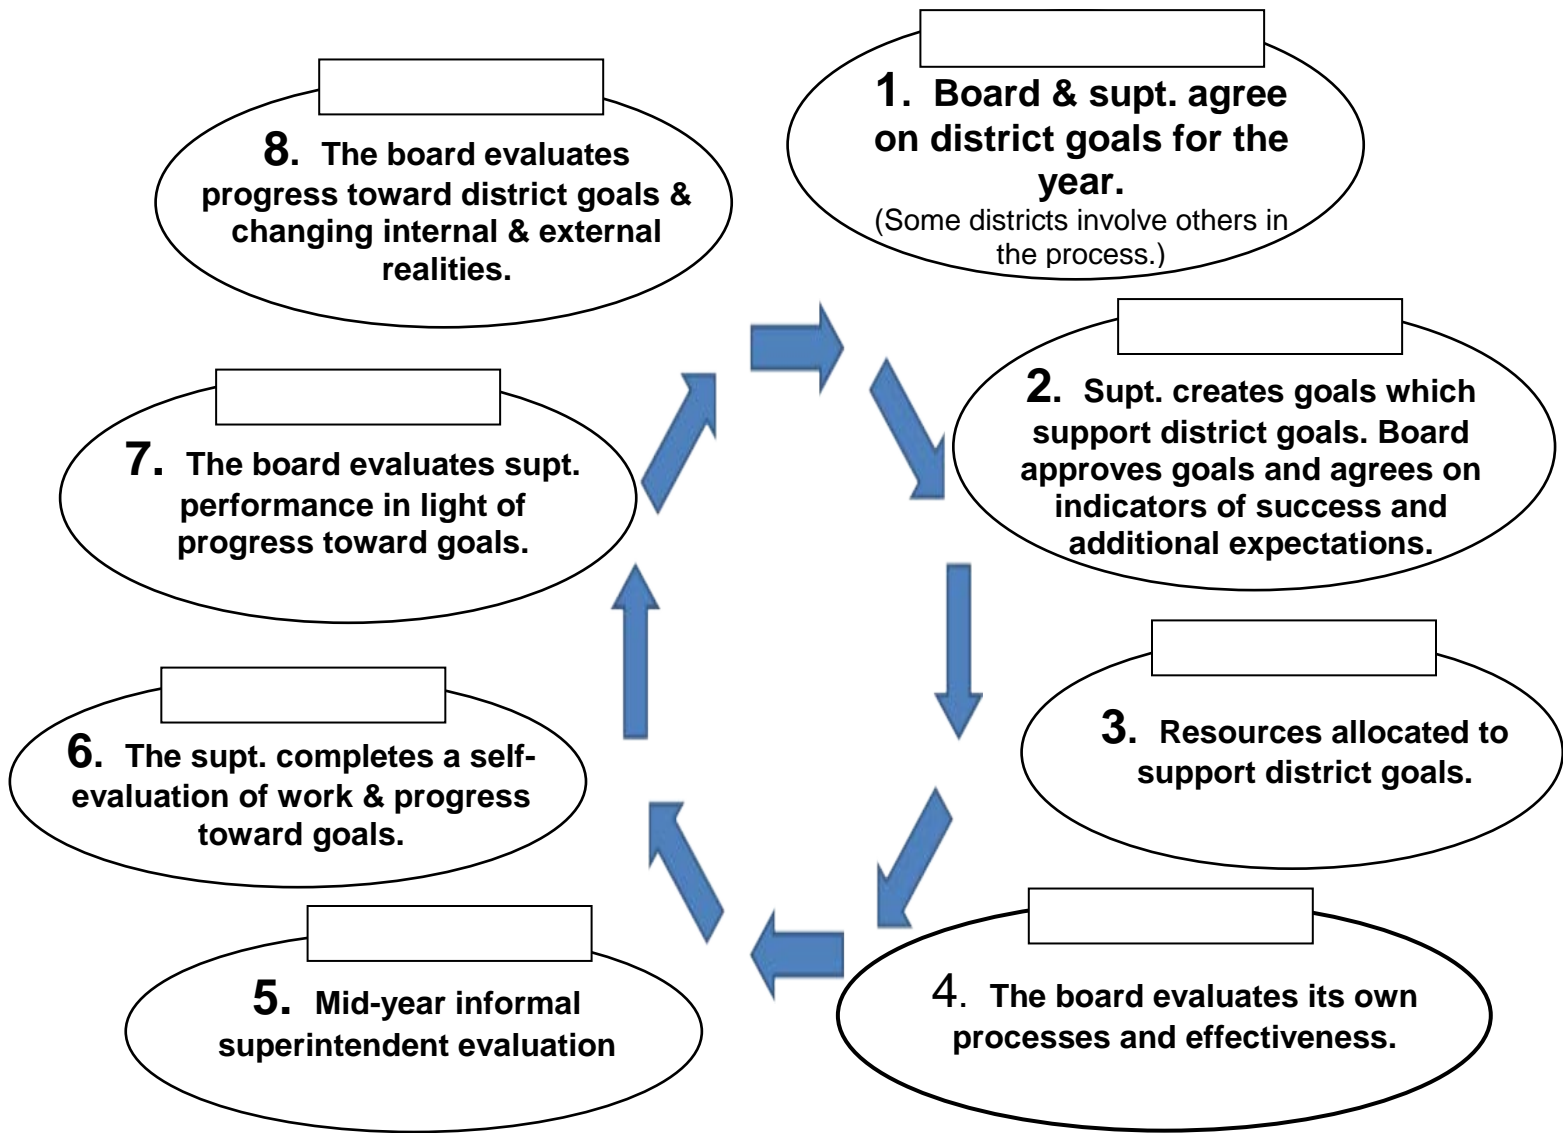 1. Board & supt. agree
on district goals for the
year.
(Some districts involve others in
the process.)
2. Supt. creates goals which
support district goals. Board
approves goals and agrees on
indicators of success and
additional expectations.
3. Resources allocated to
support district goals.
4. The board evaluates its own
processes and effectiveness.
5. Mid-year informal
superintendent evaluation
6. The supt. completes a self-
evaluation of work & progress
toward goals.
7. The board evaluates supt.
performance in light of
progress toward goals.
8. The board evaluates
progress toward district goals &
changing internal & external
realities.